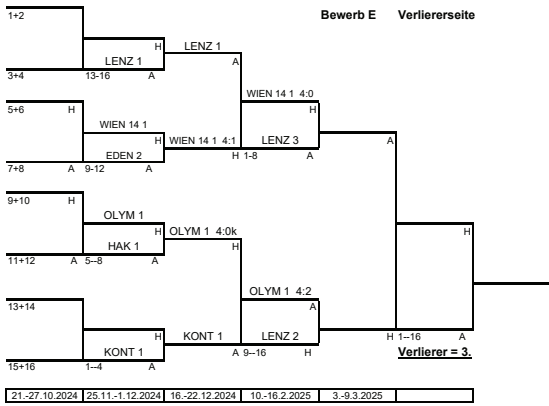 1+2 Bewerb E Verliererseite
H LENZ 1
LENZ 1 A
3+4 13-16 A
WIEN 14 1 4:0
5+6 H H
WIEN 14 1
H WIEN 14 1 4:1 LENZ 3 A
EDEN 2
7+8 A 9-12 A H 1-8 A
9+10 H
OLYM 1
H OLYM 1 4:0k H
HAK 1 H
11+12 A 5--8 A
OLYM 1 4:2
13+14 A
H KONT 1 LENZ 2
KONT 1 A 9--16 H H 1--16 A
15+16 1--4 A Verlierer = 3.
21.-27.10.2024 25.11.-1.12.2024 16.-22.12.2024 10.-16.2.2025 3.-9.3.2025